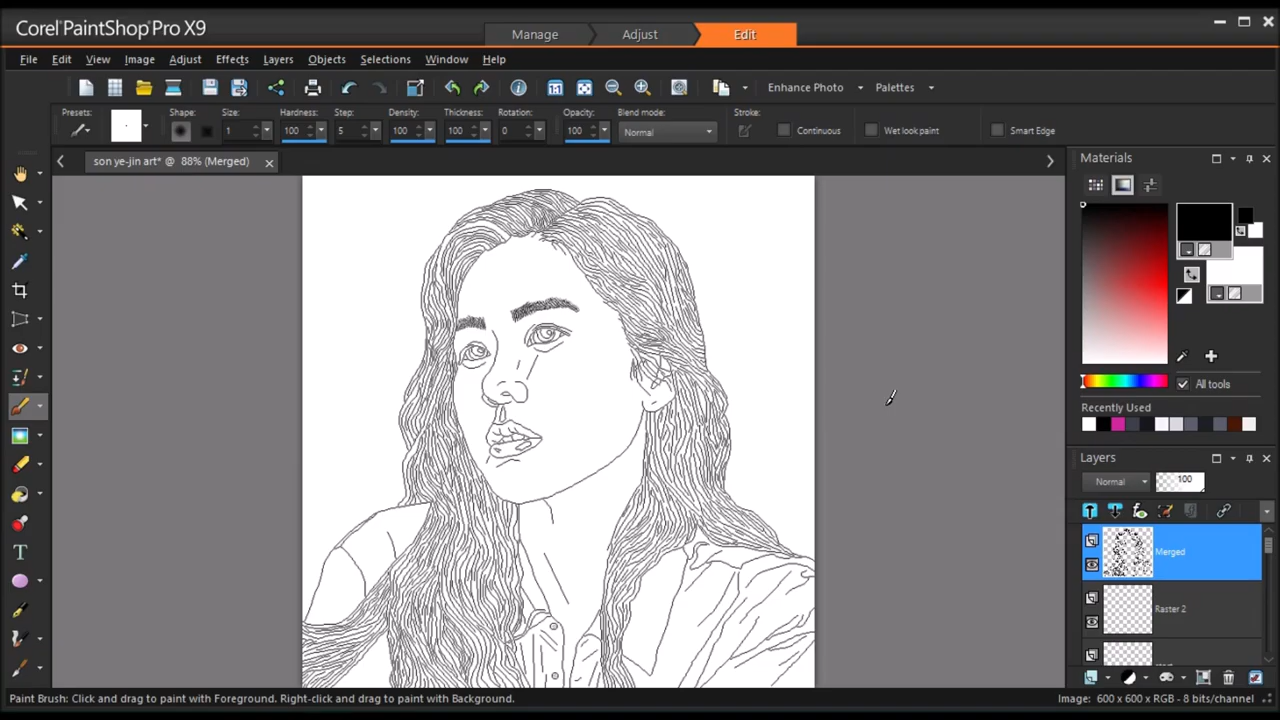 Corel PaintShop Pro X9
Manage
Adjust
Edit
File Edit View Image Adjust Effects Layers Objects Selections Window Help
Enhance Photo
Palettes
Presets:
Shape:
Size:
Hardness:
Step:
Density:
Thickness:
Rotation:
Opacity:
Blend mode:
Stroke:
1
100
5
100
100
0
100
Normal
Continuous
Wet look paint
Smart Edge
son ye-jin art* @ 88% (Merged)
Materials
All tools
Recently Used
Layers
Normal
100
Merged
Raster 2
Paint Brush: Click and drag to paint with Foreground. Right-click and drag to paint with Background.
Image: 600 x 600 x RGB - 8 bits/channel